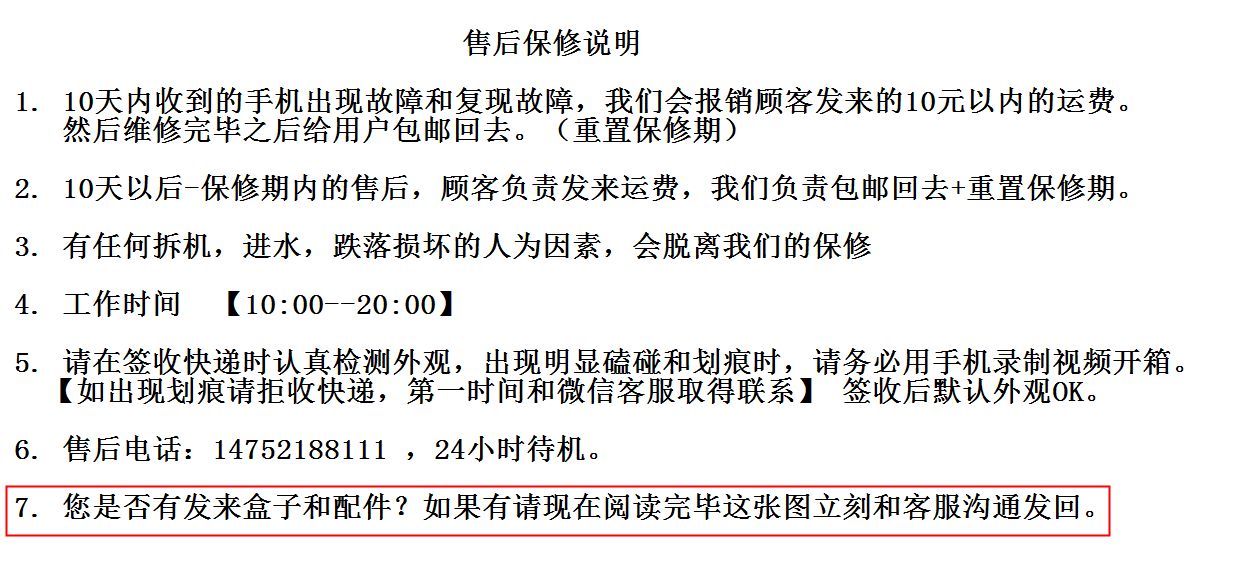 售后保修说明
1. 10天内收到的手机出现故障和复现故障，我们会报销顾客发来的10元以内的运费。
然后维修完毕之后给用户包邮回去。（重置保修期）
2. 10天以后-保修期内的售后，顾客负责发来运费，我们负责包邮回去+重置保修期。
3. 有任何拆机，进水，跌落损坏的人为因素，会脱离我们的保修
4. 工作时间 【10:00--20:00】
5. 请在签收快递时认真检测外观，出现明显磕碰和划痕时，请务必用手机录制视频开箱。
【如出现划痕请拒收快递，第一时间和微信客服取得联系】 签收后默认外观OK。
6. 售后电话：14752188111 ，24小时待机。
7. 您是否有发来盒子和配件？如果有请现在阅读完毕这张图立刻和客服沟通发回。